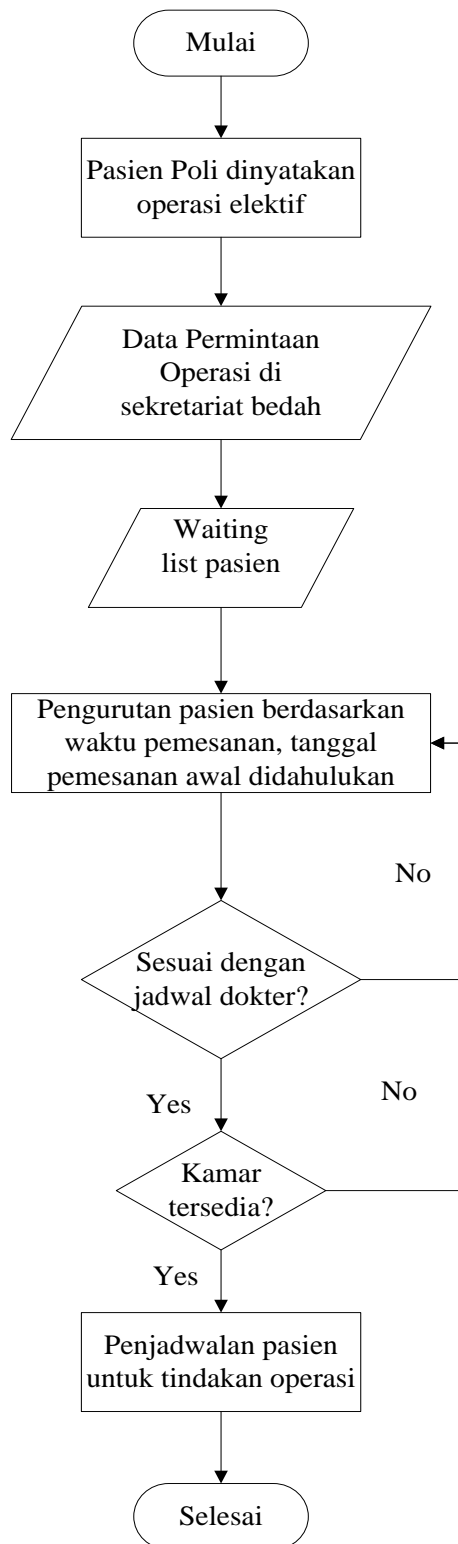 Mulai
Pasien Poli dinyatakan
operasi elektif
Data Permintaan
Operasi di
sekretariat bedah
Waiting
list pasien
Pengurutan pasien berdasarkan
waktu pemesanan, tanggal
pemesanan awal didahulukan
No
Sesuai dengan
jadwal dokter?
Yes
No
Kamar
tersedia?
Yes
Penjadwalan pasien
untuk tindakan operasi
Selesai